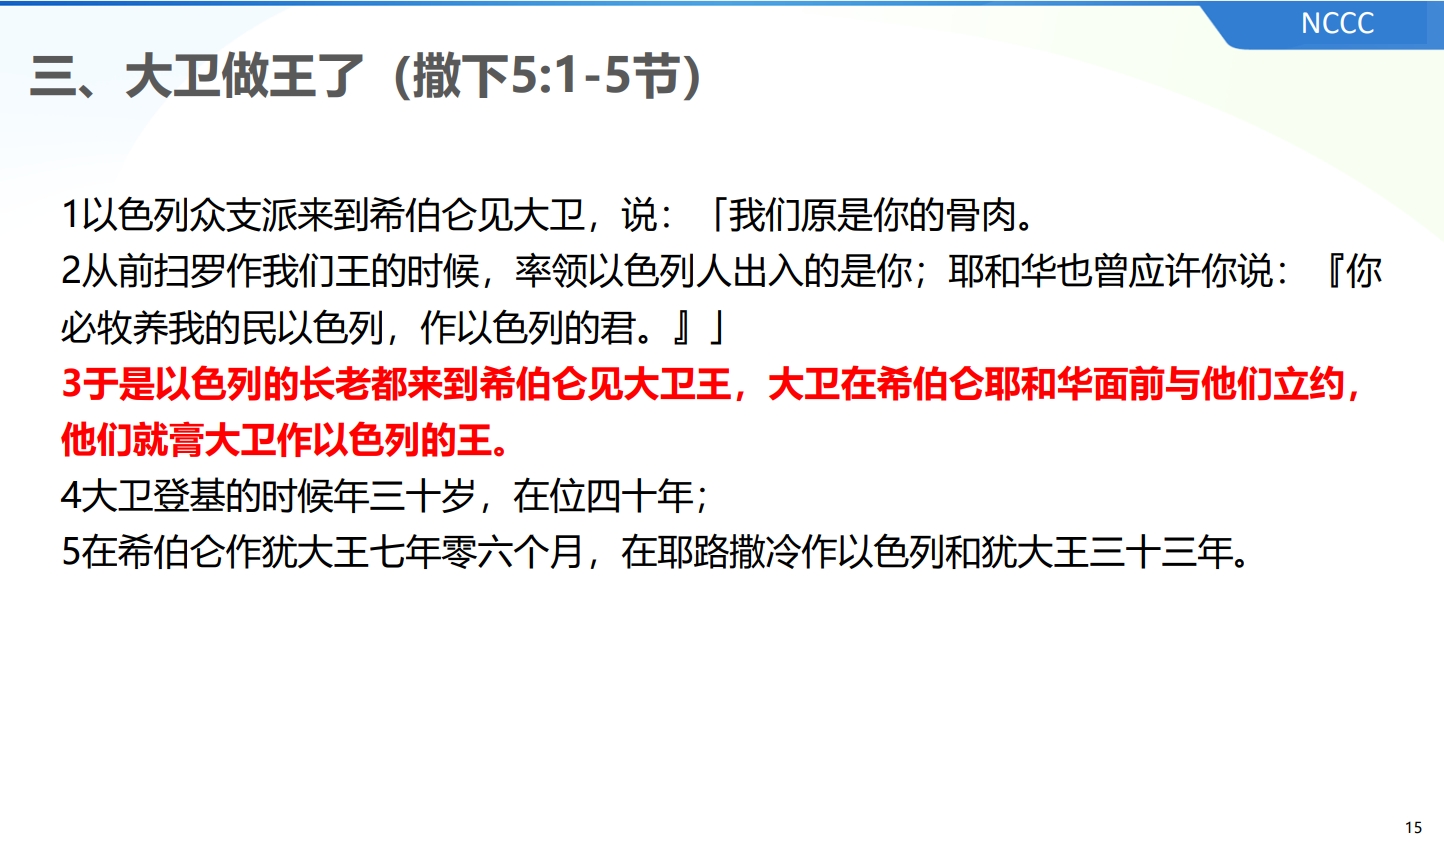 NCCC
三、大卫做王了（撒下5:1-5节）
1以色列众支派来到希伯仑见大卫，说：「我们原是你的骨肉。
2从前扫罗作我们王的时候，率领以色列人出入的是你；耶和华也曾应许你说：『你
必牧养我的民以色列，作以色列的君。』」
3于是以色列的长老都来到希伯仑见大卫王，大卫在希伯仑耶和华面前与他们立约，
他们就膏大卫作以色列的王。
4大卫登基的时候年三十岁，在位四十年；
5在希伯仑作犹大王七年零六个月，在耶路撒冷作以色列和犹大王三十三年。
15